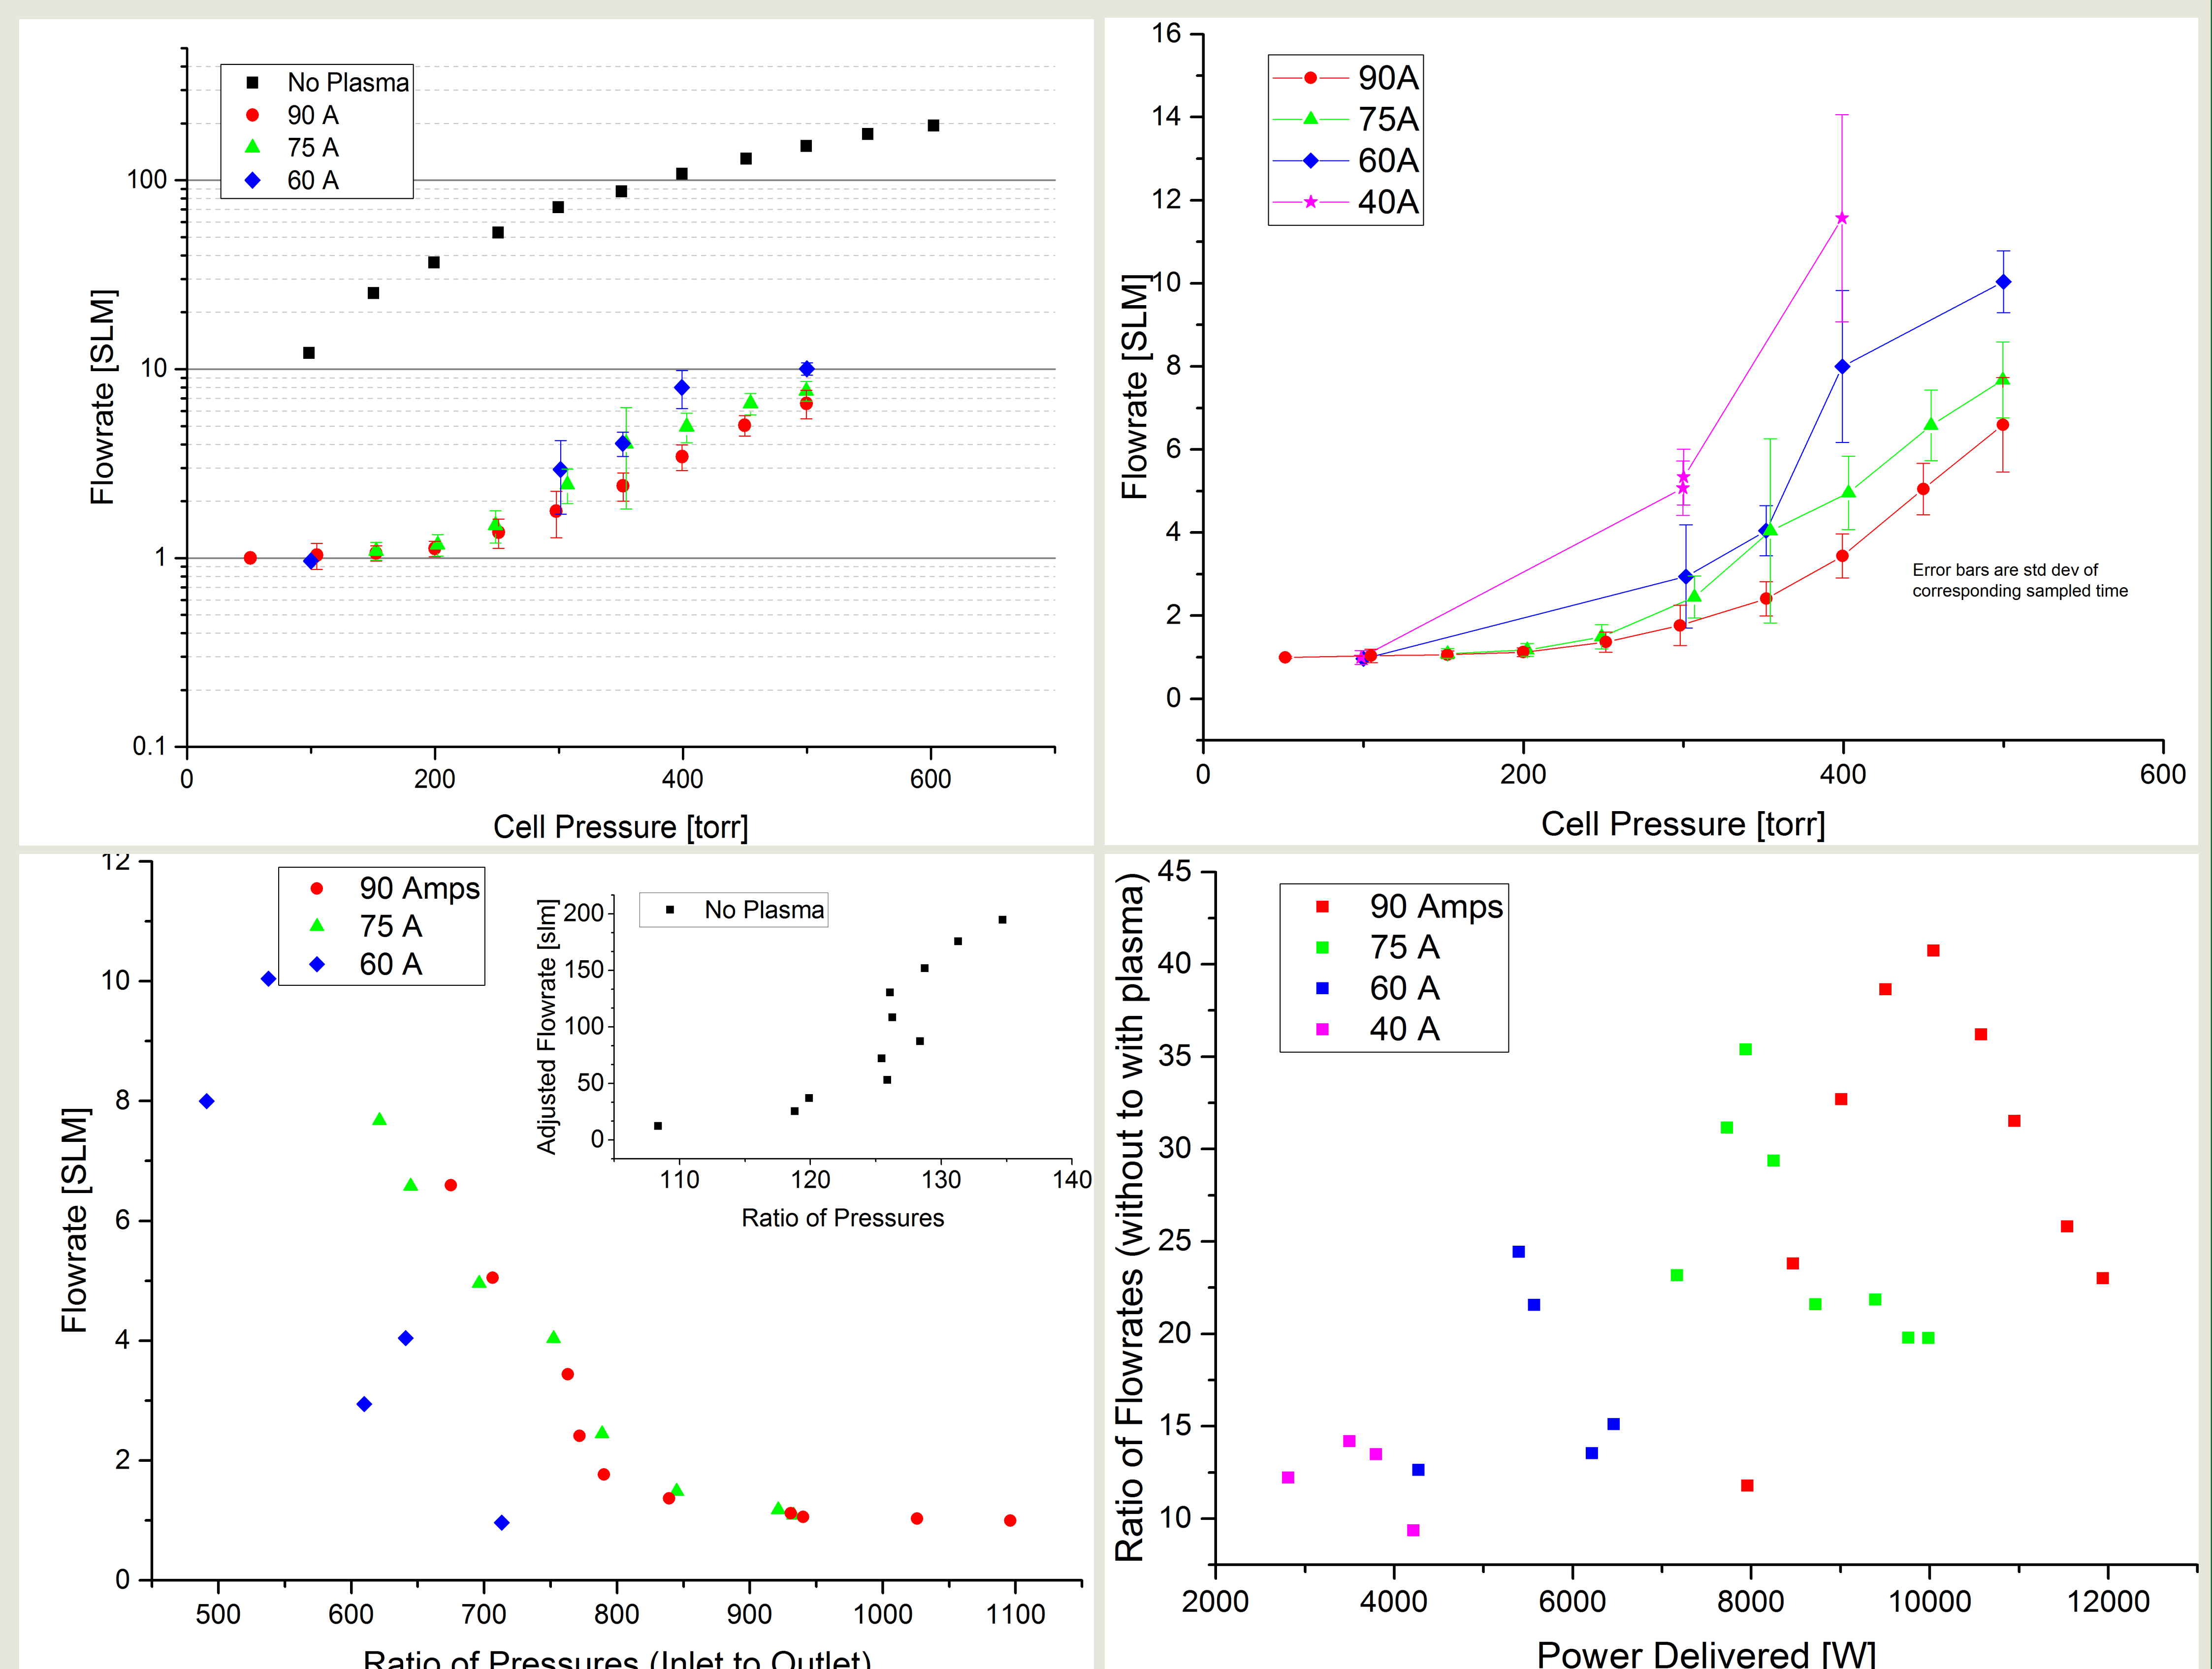 No Plasma
90 A
75 A
60 A
100
10
1
0.1
Flowrate [SLM]
0
200
400
600
Cell Pressure [torr]
16
14
12
10
8
6
4
2
0
Flowrate [SLM]
90A
75A
60A
40A
Error bars are std dev of
corresponding sampled time
0
200
400
600
Cell Pressure [torr]
12
10
8
6
4
2
0
Flowrate [SLM]
90 Amps
75 A
60 A
No Plasma
200
150
100
50
0
Adjusted Flowrate [slm]
110
120
130
140
Ratio of Pressures
500
600
700
800
900
1000
1100
Ratio of Pressures (Inlet to Outlet)
45
40
35
30
25
20
15
10
Ratio of Flowrates (without to with plasma)
90 Amps
75 A
60 A
40 A
2000
4000
6000
8000
10000
12000
Power Delivered [W]